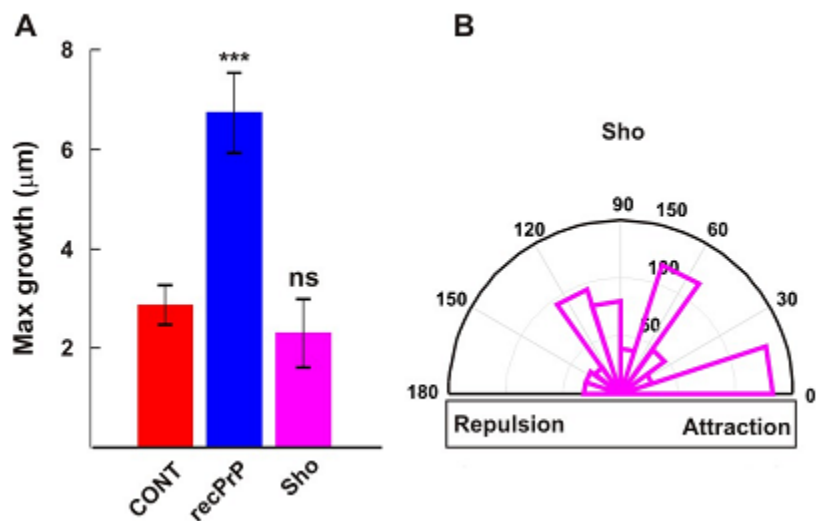 A
Max growth (μm)
8
6
4
2
***
ns
CONT
recPrP
Sho
B
Sho
90
150
120
60
100
150
30
50
180
0
Repulsion
Attraction